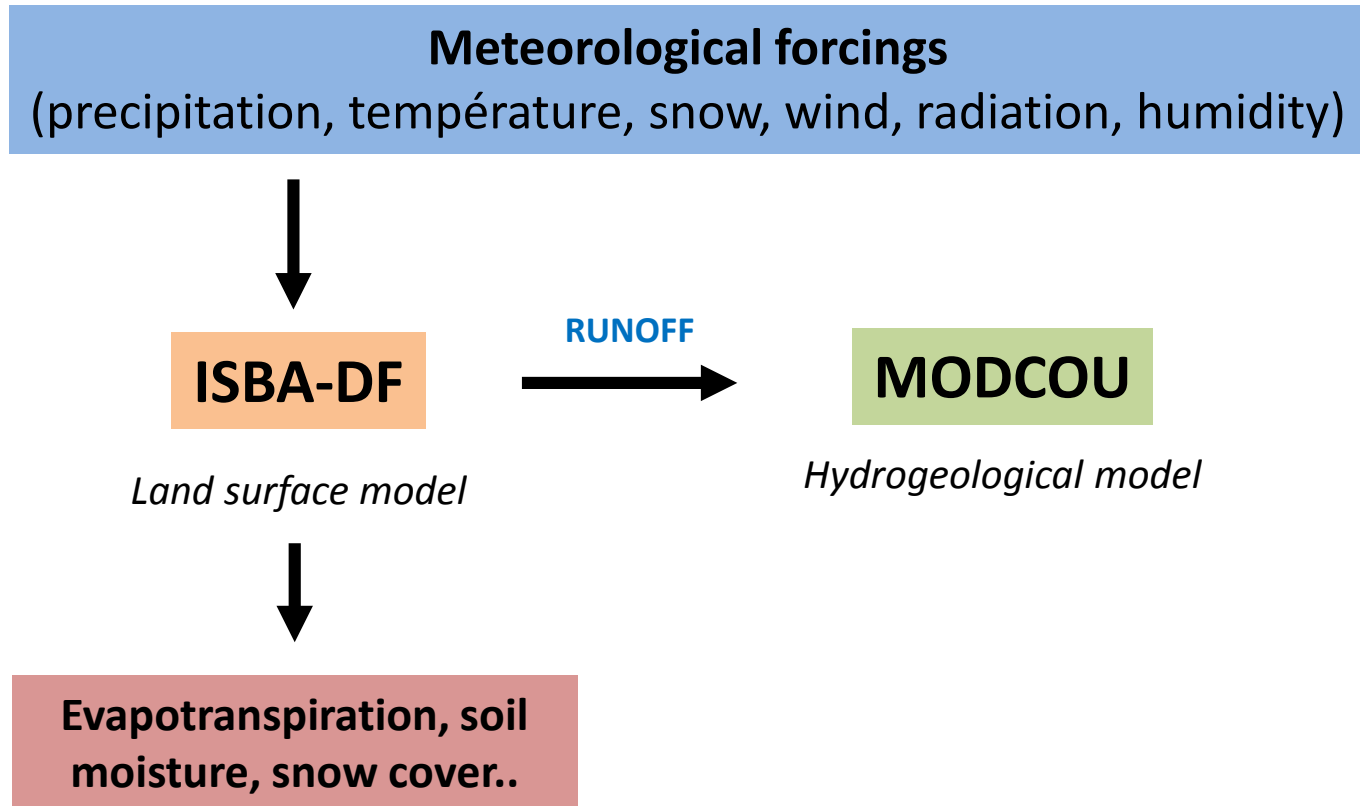 Meteorological forcings
(precipitation, température, snow, wind, radiation, humidity)
RUNOFF
ISBA-DF
MODCOU
Land surface model
Hydrogeological model
Evapotranspiration, soil
moisture, snow cover..